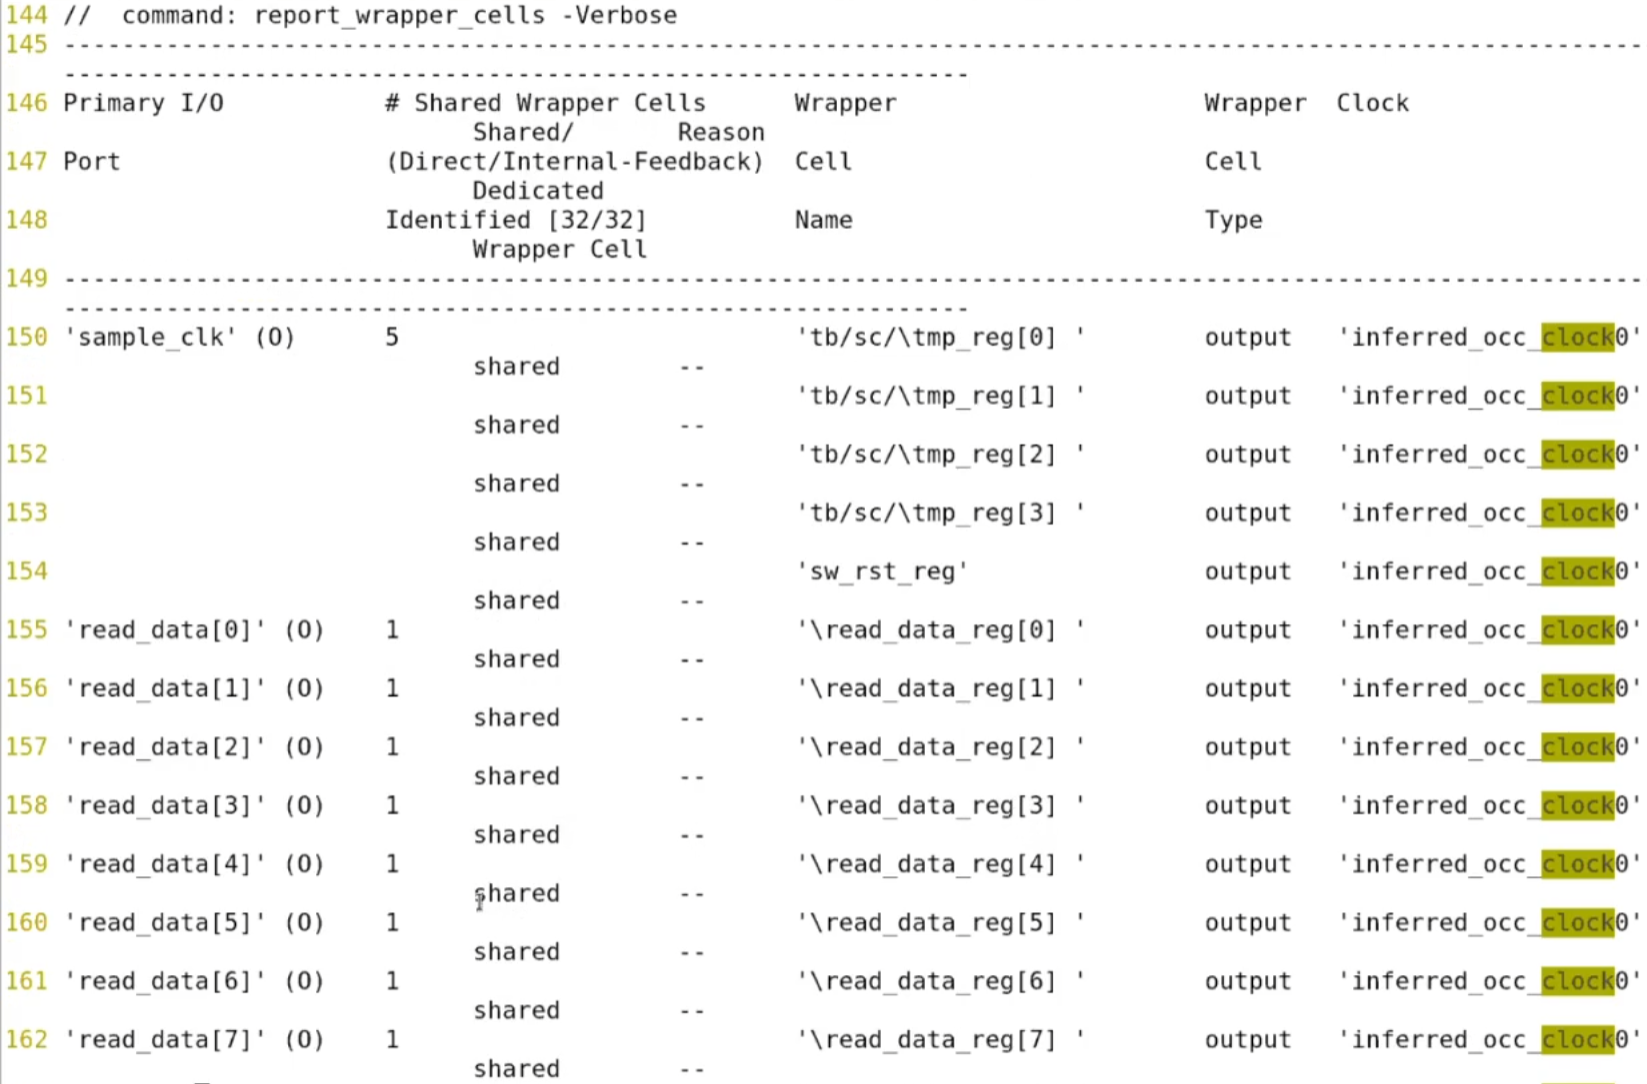 144 //  command: report_wrapper_cells -Verbose
145 ------------------------------------------------------------------------------------------------------------
--------------------------------------------------------------
146 Primary I/O           # Shared Wrapper Cells      Wrapper                     Wrapper  Clock
                            Shared/       Reason
147 Port                  (Direct/Internal-Feedback)  Cell                        Cell
                            Dedicated
148                       Identified [32/32]          Name                        Type
                            Wrapper Cell
149 ------------------------------------------------------------------------------------------------------------
--------------------------------------------------------------
150 'sample_clk' (O)      5                           'tb/sc/\tmp_reg[0] '        output   'inferred_occ_clock0'
                            shared        --
151                                                   'tb/sc/\tmp_reg[1] '        output   'inferred_occ_clock0'
                            shared        --
152                                                   'tb/sc/\tmp_reg[2] '        output   'inferred_occ_clock0'
                            shared        --
153                                                   'tb/sc/\tmp_reg[3] '        output   'inferred_occ_clock0'
                            shared        --
154                                                   'sw_rst_reg'                output   'inferred_occ_clock0'
                            shared        --
155 'read_data[0]' (O)    1                           '\read_data_reg[0] '        output   'inferred_occ_clock0'
                            shared        --
156 'read_data[1]' (O)    1                           '\read_data_reg[1] '        output   'inferred_occ_clock0'
                            shared        --
157 'read_data[2]' (O)    1                           '\read_data_reg[2] '        output   'inferred_occ_clock0'
                            shared        --
158 'read_data[3]' (O)    1                           '\read_data_reg[3] '        output   'inferred_occ_clock0'
                            shared        --
159 'read_data[4]' (O)    1                           '\read_data_reg[4] '        output   'inferred_occ_clock0'
                            shared        --
160 'read_data[5]' (O)    1                           '\read_data_reg[5] '        output   'inferred_occ_clock0'
                            shared        --
161 'read_data[6]' (O)    1                           '\read_data_reg[6] '        output   'inferred_occ_clock0'
                            shared        --
162 'read_data[7]' (O)    1                           '\read_data_reg[7] '        output   'inferred_occ_clock0'
                            shared        --